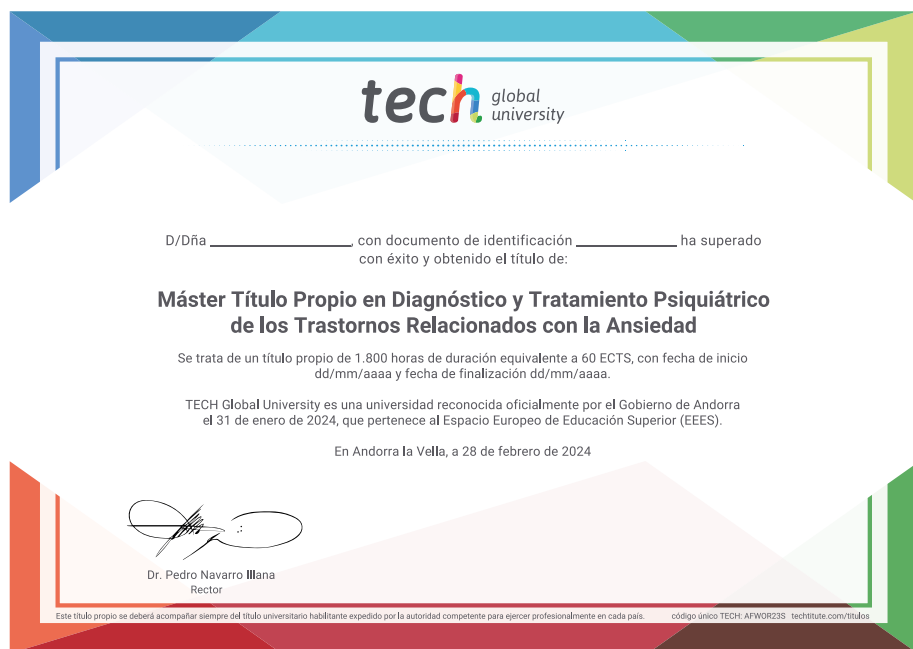 tech global university
D/Dña ____________________, con documento de identificación ______________ ha superado
con éxito y obtenido el título de:
Máster Título Propio en Diagnóstico y Tratamiento Psiquiátrico
de los Trastornos Relacionados con la Ansiedad
Se trata de un título propio de 1.800 horas de duración equivalente a 60 ECTS, con fecha de inicio
dd/mm/aaaa y fecha de finalización dd/mm/aaaa.
TECH Global University es una universidad reconocida oficialmente por el Gobierno de Andorra
el 31 de enero de 2024, que pertenece al Espacio Europeo de Educación Superior (EEES).
En Andorra la Vella, a 28 de febrero de 2024
Dr. Pedro Navarro Illana
Rector
Este título propio se deberá acompañar siempre del título universitario habilitante expedido por la autoridad competente para ejercer profesionalmente en cada país. código único TECH: AFWOR23S techtitute.com/titulos